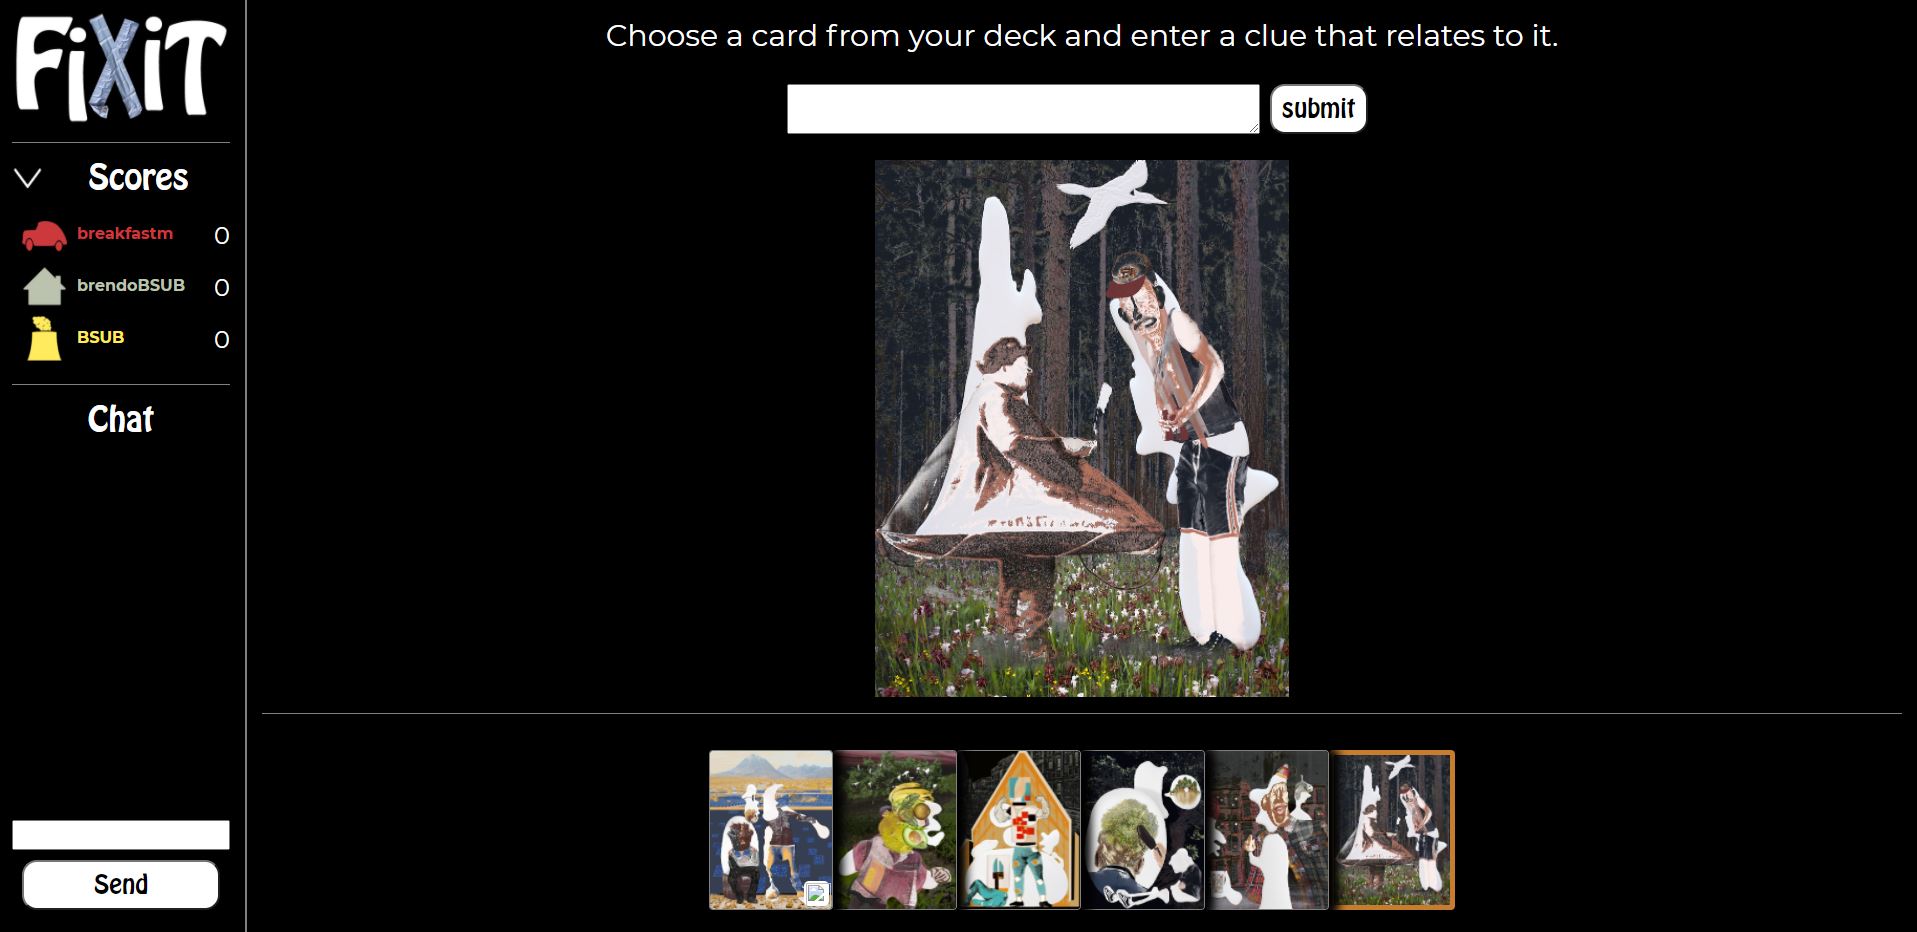 FiXiT
Choose a card from your deck and enter a clue that relates to it.
submit
Scores
breakfastm 0
brendoBSUB 0
BSUB 0
Chat
Send